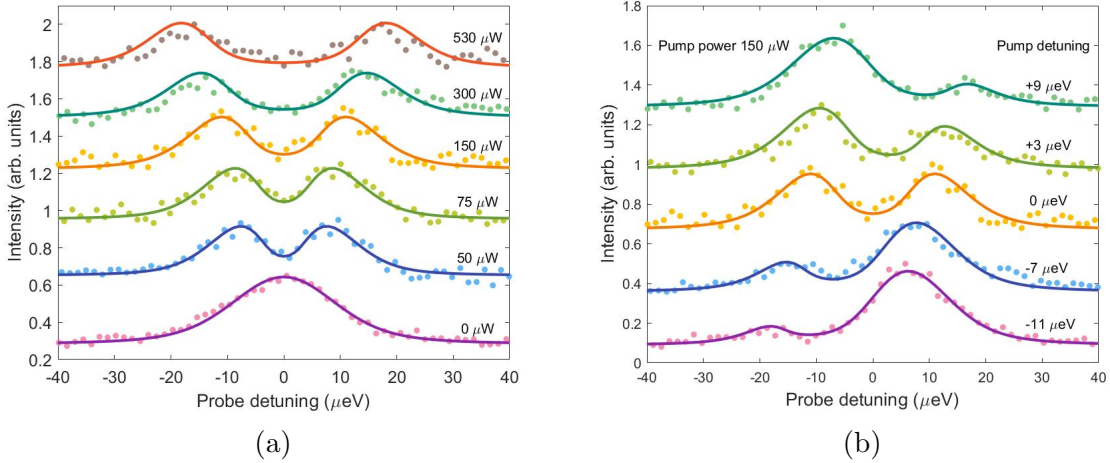 2
1.8
1.6
1.4
1.2
1
0.8
0.6
0.4
0.2
Intensity (arb. units)
530 μW
300 μW
150 μW
75 μW
50 μW
0 μW
-40 -30 -20 -10 0 10 20 30 40
Probe detuning (μeV)
(a)
1.8
1.6
1.4
1.2
1
0.8
0.6
0.4
0.2
0
Intensity (arb. units)
Pump power 150 μW
Pump detuning
+9 μeV
+3 μeV
0 μeV
-7 μeV
-11 μeV
-40 -30 -20 -10 0 10 20 30 40
Probe detuning (μeV)
(b)